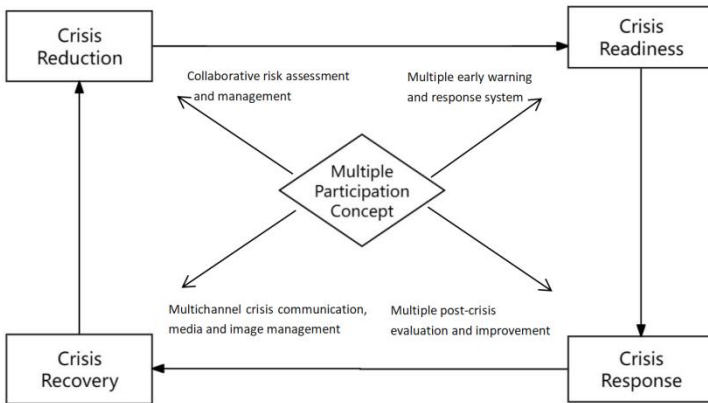 Crisis
Reduction
Crisis
Readiness
Collaborative risk assessment
and management
Multiple early warning
and response system
Multiple
Participation
Concept
Multichannel crisis communication,
media and image management
Multiple post-crisis
evaluation and improvement
Crisis
Recovery
Crisis
Response